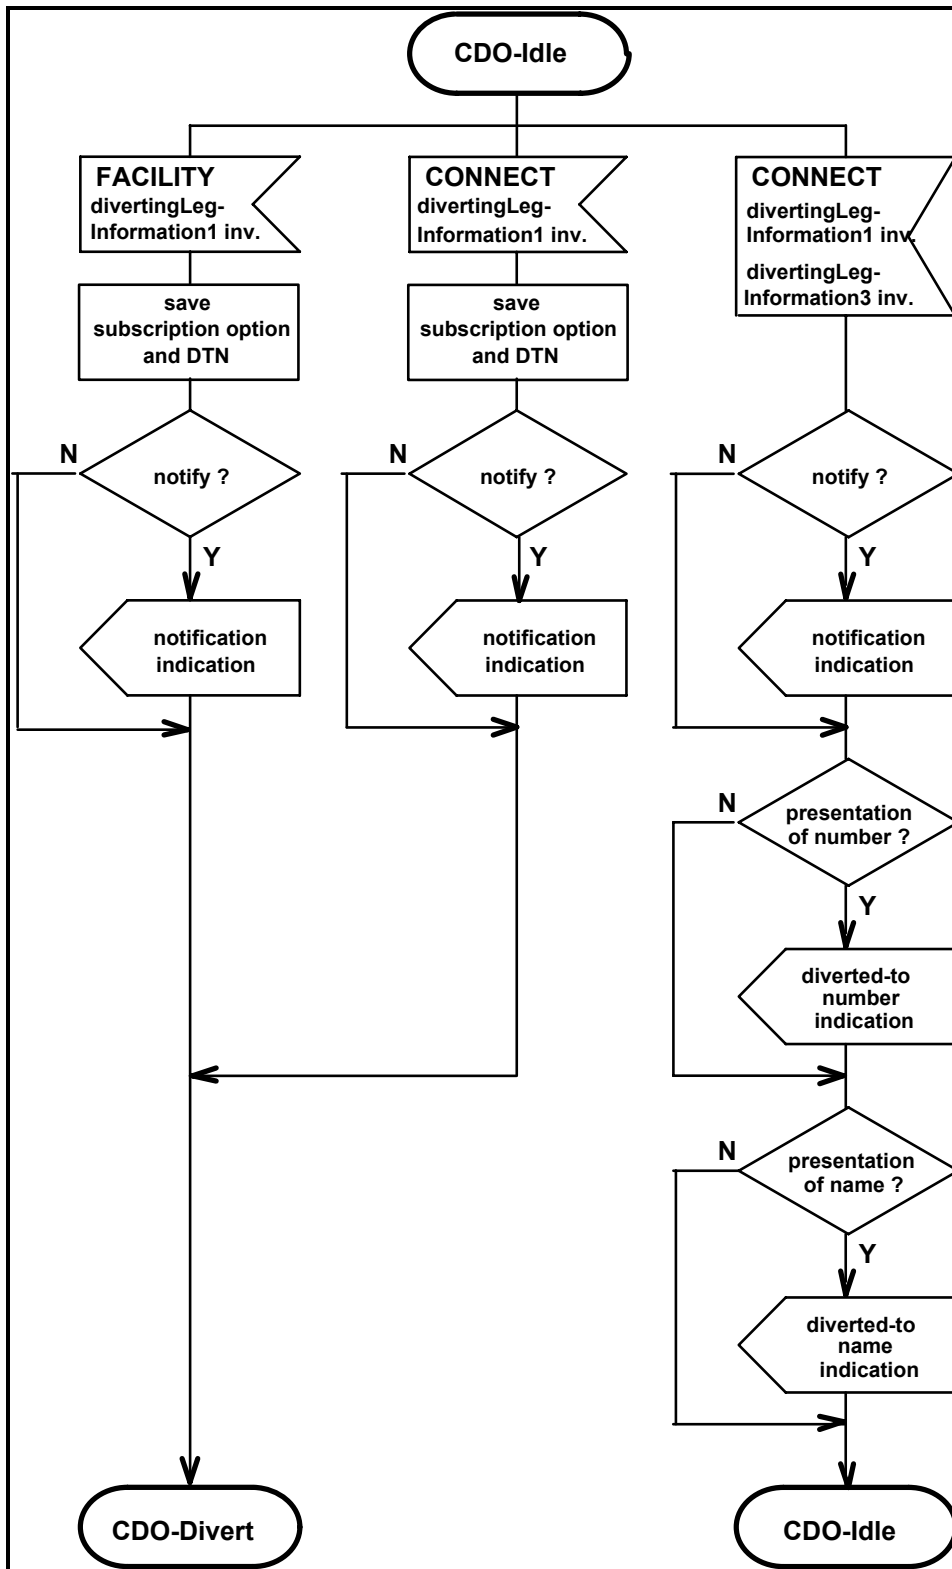 CDO-Idle
FACILITY
divertingLeg-
Information1 inv.
save
subscription option
and DTN
N
notify ?
Y
notification
indication
CONNECT
divertingLeg-
Information1 inv.
save
subscription option
and DTN
N
notify ?
Y
notification
indication
CONNECT
divertingLeg-
Information1 inv.
divertingLeg-
Information3 inv.
N
notify ?
Y
notification
indication
N
presentation
of number ?
Y
diverted-to
number
indication
N
presentation
of name ?
Y
diverted-to
name
indication
CDO-Divert
CDO-Idle